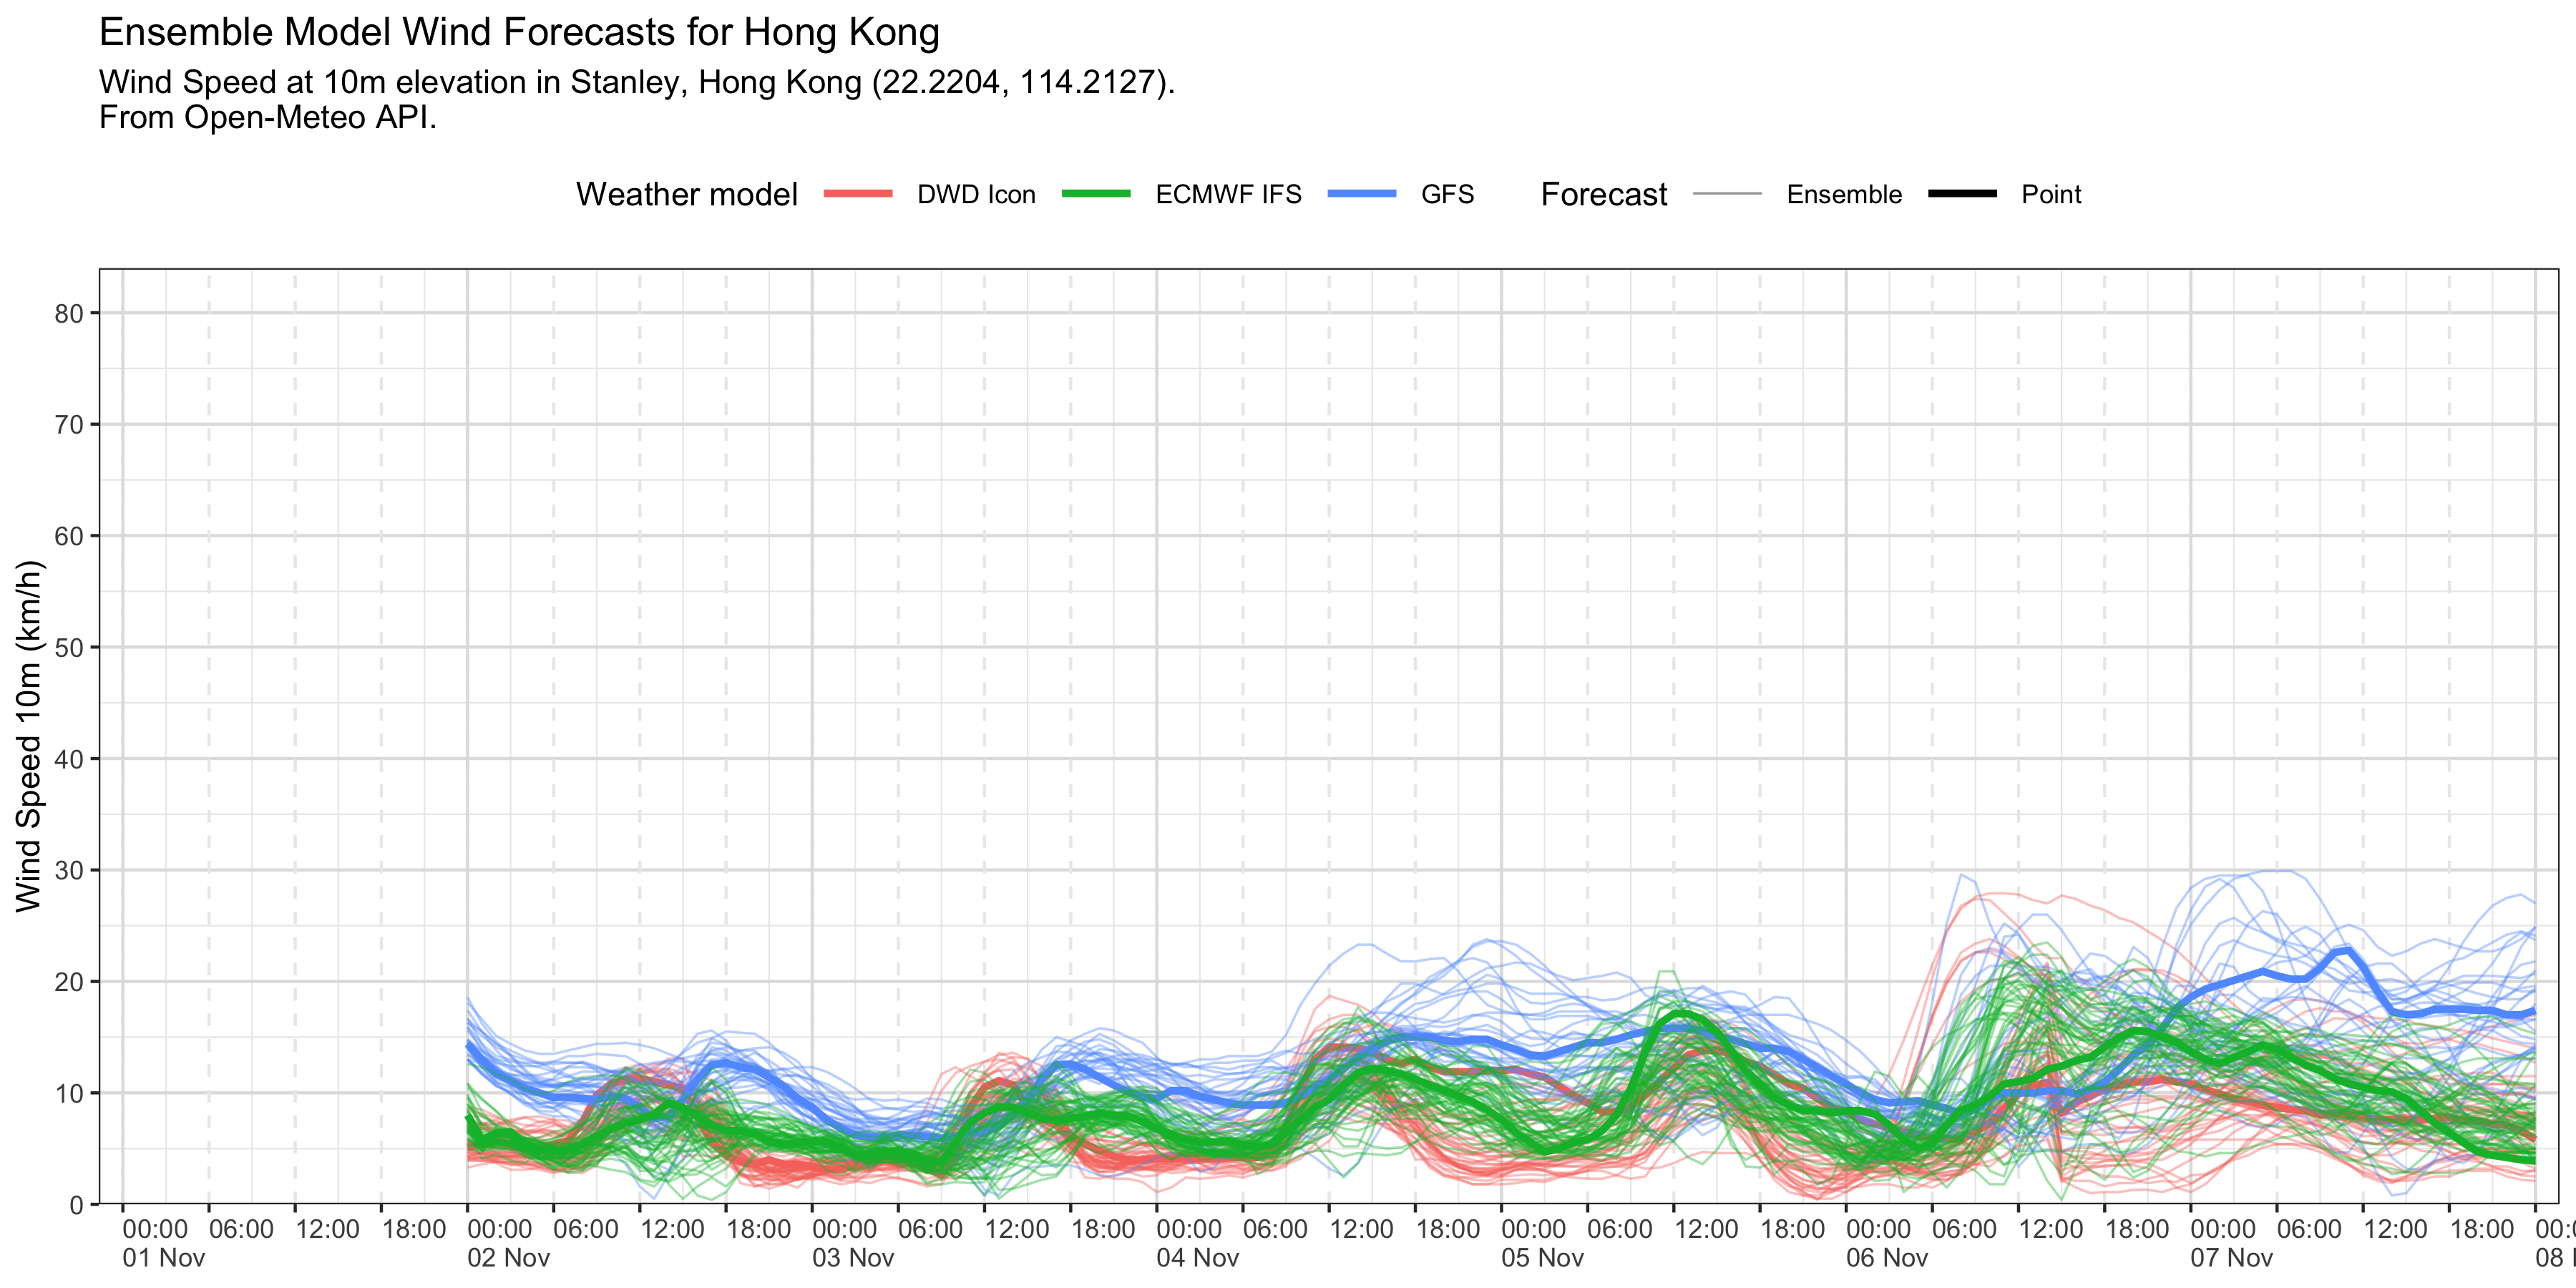 Ensemble Model Wind Forecasts for Hong Kong
Wind Speed at 10m elevation in Stanley, Hong Kong (22.2204, 114.2127).
From Open-Meteo API.
Weather model DWD Icon ECMWF IFS GFS Forecast Ensemble Point
Wind Speed 10m (km/h)
80
70
60
50
40
30
20
10
0
00:00 06:00 12:00 18:00 00:00 06:00 12:00 18:00 00:00 06:00 12:00 18:00 00:00 06:00 12:00 18:00 00:00 06:00 12:00 18:00 00:00 06:00 12:00 18:00 00:00 06:00 12:00 18:00
01 Nov 02 Nov 03 Nov 04 Nov 05 Nov 06 Nov 07 Nov 08